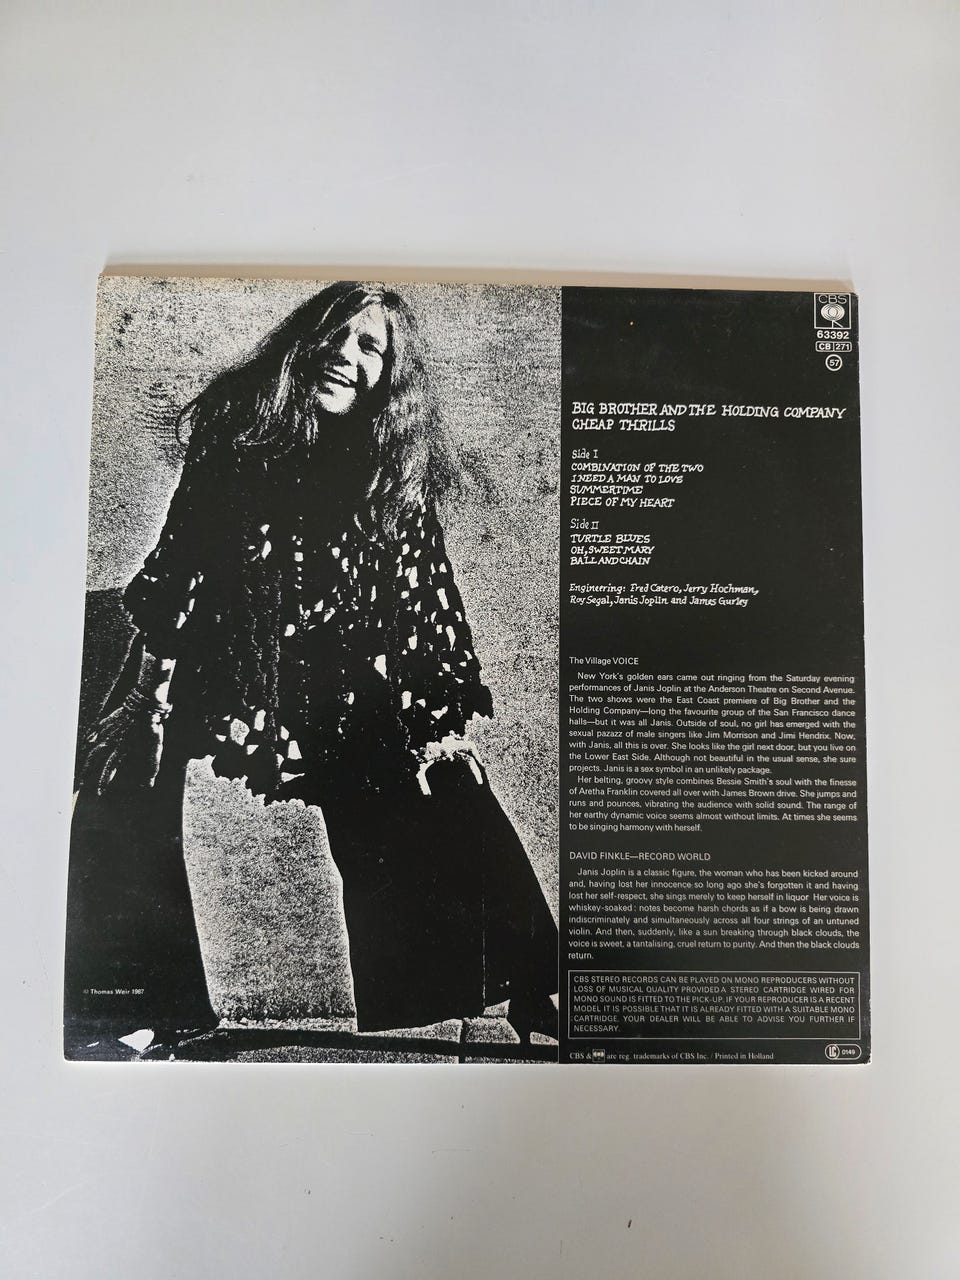 CBS
63392
CB 271
57
BIG BROTHER AND THE HOLDING COMPANY
CHEAP THRILLS
Side I
COMBINATION OF THE TWO
I NEED A MAN TO LOVE
SUMMERTIME
PIECE OF MY HEART
Side II
TURTLE BLUES
OH, SWEET MARY
BALL AND CHAIN
Engineering: Fred Catero, Jerry Hochman,
Roy Segal, Janis Joplin and James Gurley
The Village VOICE
New York's golden ears came out ringing from the Saturday evening
performances of Janis Joplin at the Anderson Theatre on Second Avenue.
The two shows were the East Coast premiere of Big Brother and the
Holding Company—long the favourite group of the San Francisco dance
halls—but it was all Janis. Outside of soul, no girl has emerged with the
sexual pazazz of male singers like Jim Morrison and Jimi Hendrix. Now,
with Janis, all this is over. She looks like the girl next door, but you live on
the Lower East Side. Although not beautiful in the usual sense, she sure
projects. Janis is a sex symbol in an unlikely package.
Her belting, groovy style combines Bessie Smith's soul with the finesse
of Aretha Franklin covered all over with James Brown drive. She jumps and
runs and pounces, vibrating the audience with solid sound. The range of
her earthy dynamic voice seems almost without limits. At times she seems
to be singing harmony with herself.
DAVID FINKLE—RECORD WORLD
Janis Joplin is a classic figure, the woman who has been kicked around
and, having lost her innocence so long ago she's forgotten it and having
lost her self-respect, she sings merely to keep herself in liquor Her voice is
whiskey-soaked: notes become harsh chords as if a bow is being drawn
indiscriminately and simultaneously across all four strings of an untuned
violin. And then, suddenly, like a sun breaking through black clouds, the
voice is sweet, a tantalising, cruel return to purity. And then the black clouds
return.
CBS STEREO RECORDS CAN BE PLAYED ON MONO REPRODUCERS WITHOUT
LOSS OF MUSICAL QUALITY PROVIDED A STEREO CARTRIDGE WIRED FOR
MONO SOUND IS FITTED TO THE PICK-UP. IF YOUR REPRODUCER IS A RECENT
MODEL IT IS POSSIBLE THAT IT IS ALREADY FITTED WITH A SUITABLE MONO
CARTRIDGE. YOUR DEALER WILL BE ABLE TO ADVISE YOU FURTHER IF
NECESSARY.
© Thomas Weir 1967
CBS & are reg. trademarks of CBS Inc. / Printed in Holland
LC 0149